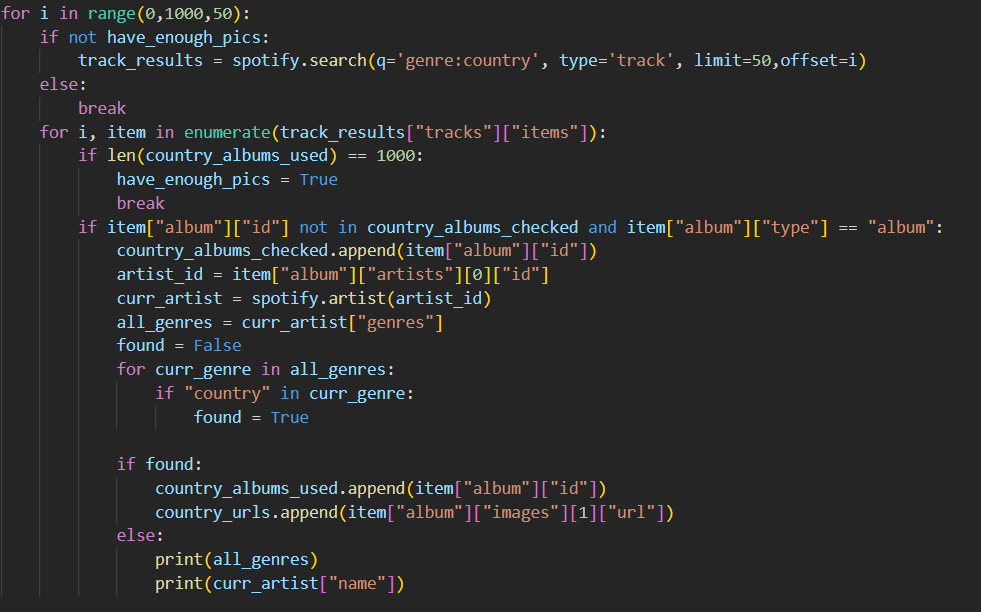 for i in range(0,1000,50):
    if not have_enough_pics:
        track_results = spotify.search(q='genre:country', type='track', limit=50,offset=i)
    else:
        break
    for i, item in enumerate(track_results["tracks"]["items"]):
        if len(country_albums_used) == 1000:
            have_enough_pics = True
            break
        if item["album"]["id"] not in country_albums_checked and item["album"]["type"] == "album":
            country_albums_checked.append(item["album"]["id"])
            artist_id = item["album"]["artists"][0]["id"]
            curr_artist = spotify.artist(artist_id)
            all_genres = curr_artist["genres"]
            found = False
            for curr_genre in all_genres:
                if "country" in curr_genre:
                    found = True

            if found:
                country_albums_used.append(item["album"]["id"])
                country_urls.append(item["album"]["images"][1]["url"])
            else:
                print(all_genres)
                print(curr_artist["name"])